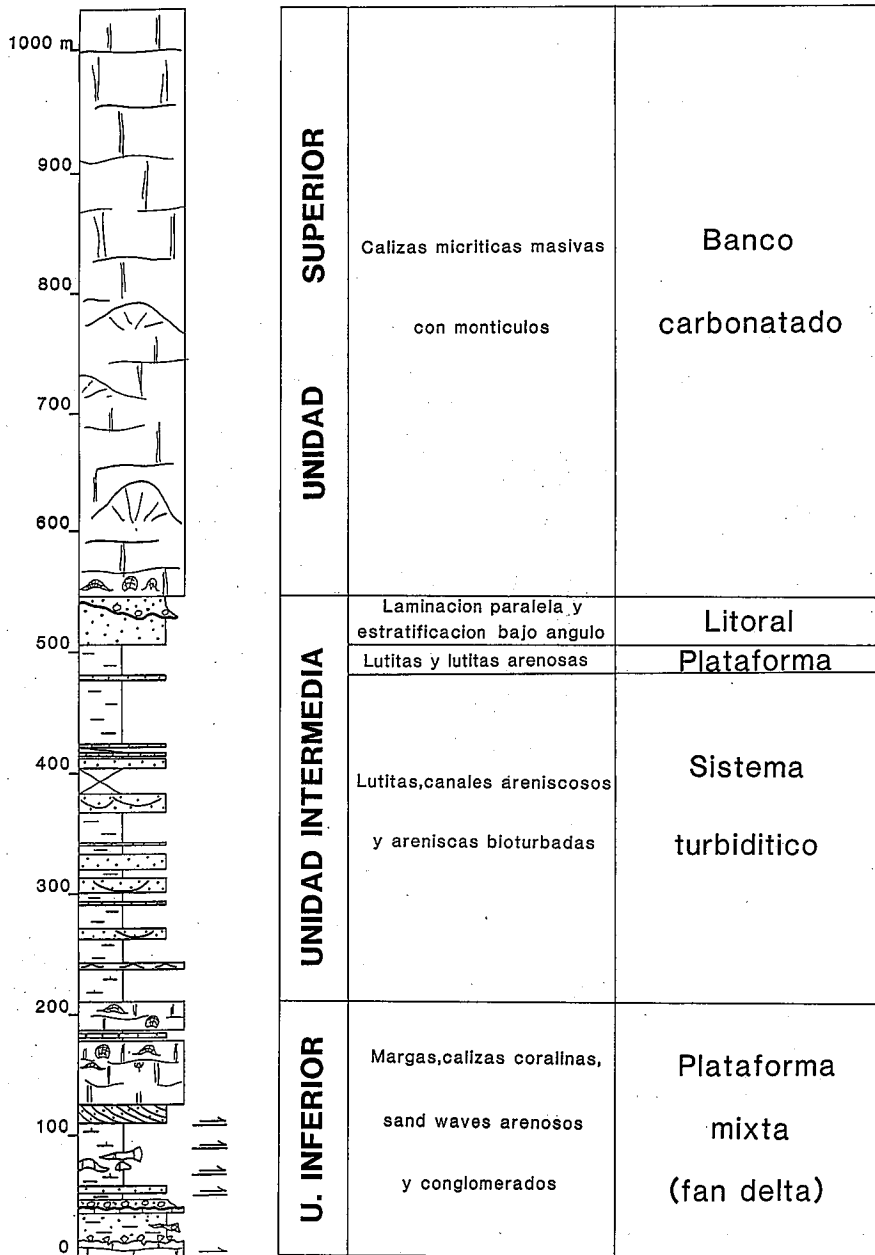 1000 m
900
800
700
600
500
400
300
200
100
0
UNIDAD SUPERIOR
Calizas micriticas masivas
con monticulos
Banco
carbonatado
UNIDAD INTERMEDIA
Laminacion paralela y
estratificacion bajo angulo
Litoral
Lutitas y lutitas arenosas
Plataforma
Lutitas,canales areniscosos
y areniscas bioturbadas
Sistema
turbiditico
U. INFERIOR
Margas,calizas coralinas,
sand waves arenosos
y conglomerados
Plataforma
mixta
(fan delta)